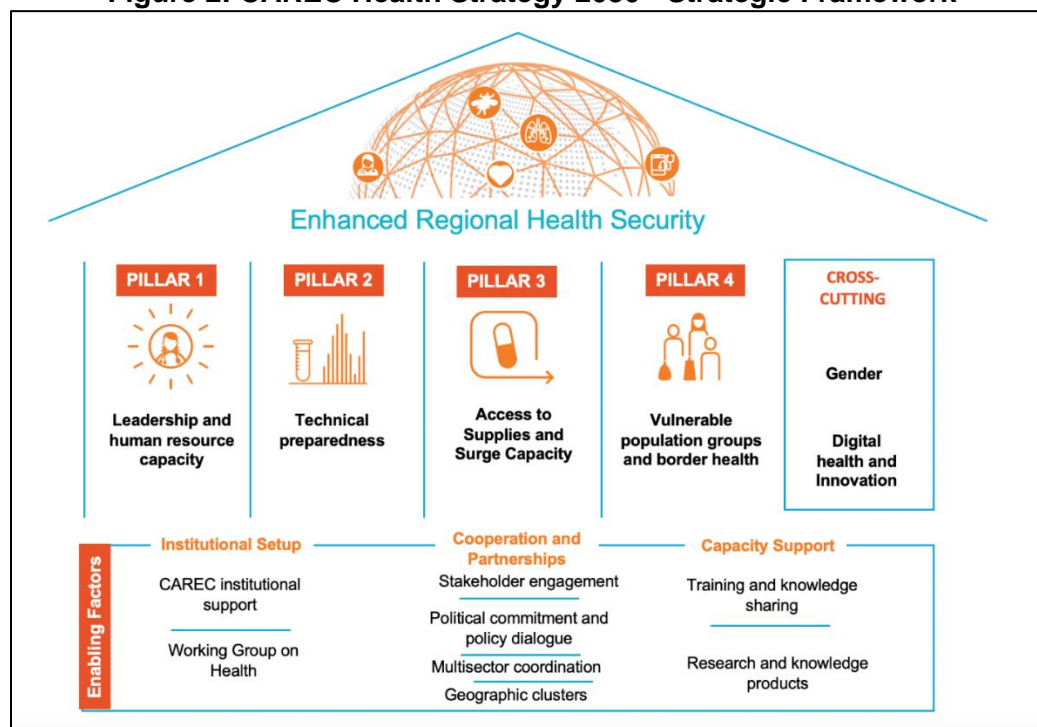 Figure 2: CAREC Health Strategy 2030 - Strategic Framework
Enhanced Regional Health Security
PILLAR 1
Leadership and
human resource
capacity
PILLAR 2
Technical
preparedness
PILLAR 3
Access to
Supplies and
Surge Capacity
PILLAR 4
Vulnerable
population groups
and border health
CROSS-
CUTTING
Gender
Digital
health and
Innovation
Enabling Factors
Institutional Setup
CAREC institutional
support
Working Group on
Health
Cooperation and
Partnerships
Stakeholder engagement
Political commitment and
policy dialogue
Multisector coordination
Geographic clusters
Capacity Support
Training and knowledge
sharing
Research and knowledge
products